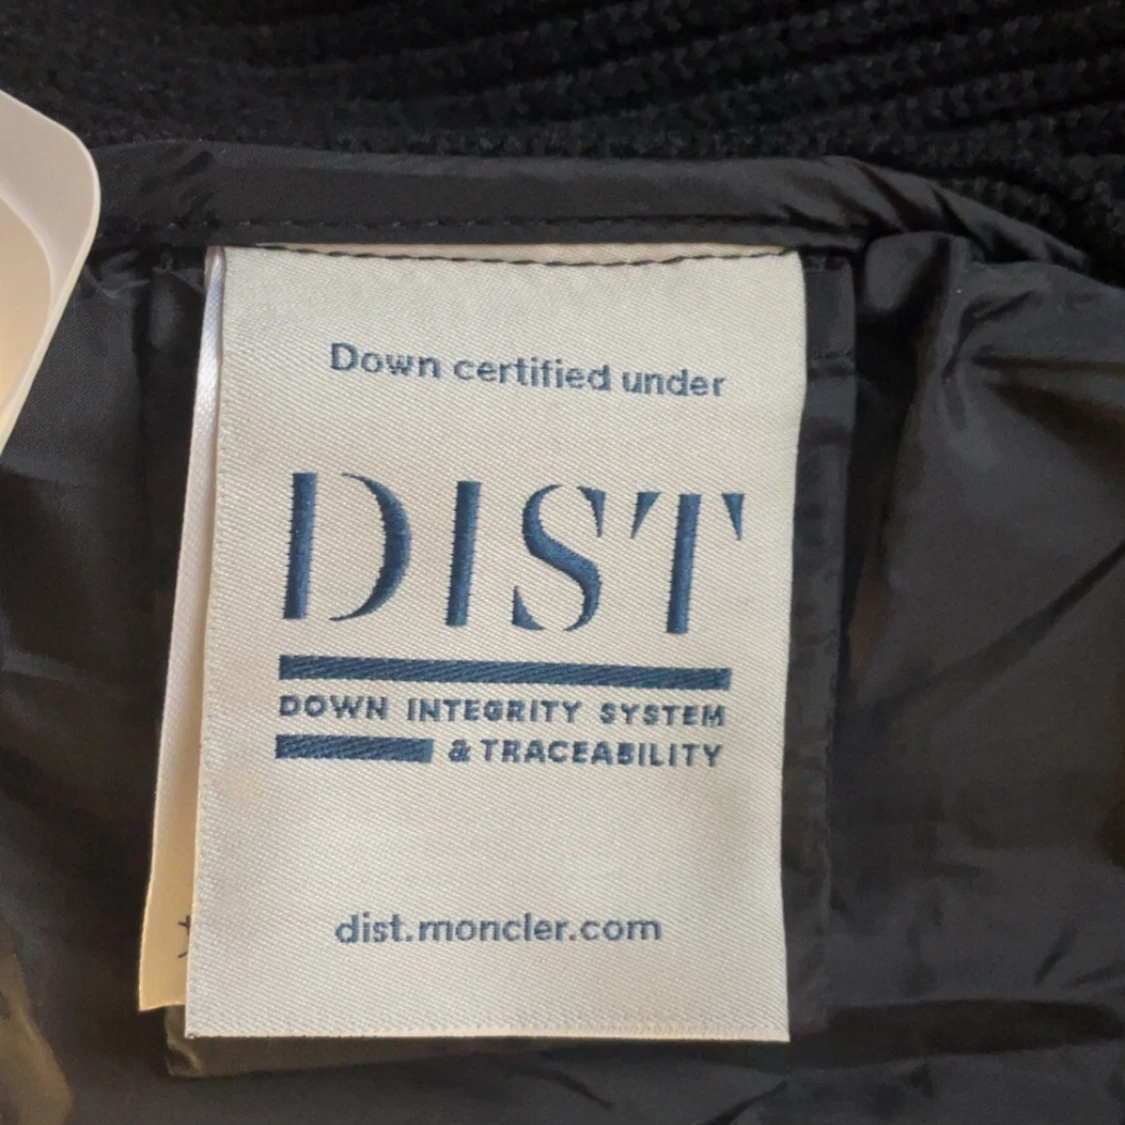 Down certified under
DIST
DOWN INTEGRITY SYSTEM
& TRACEABILITY
dist.moncler.com